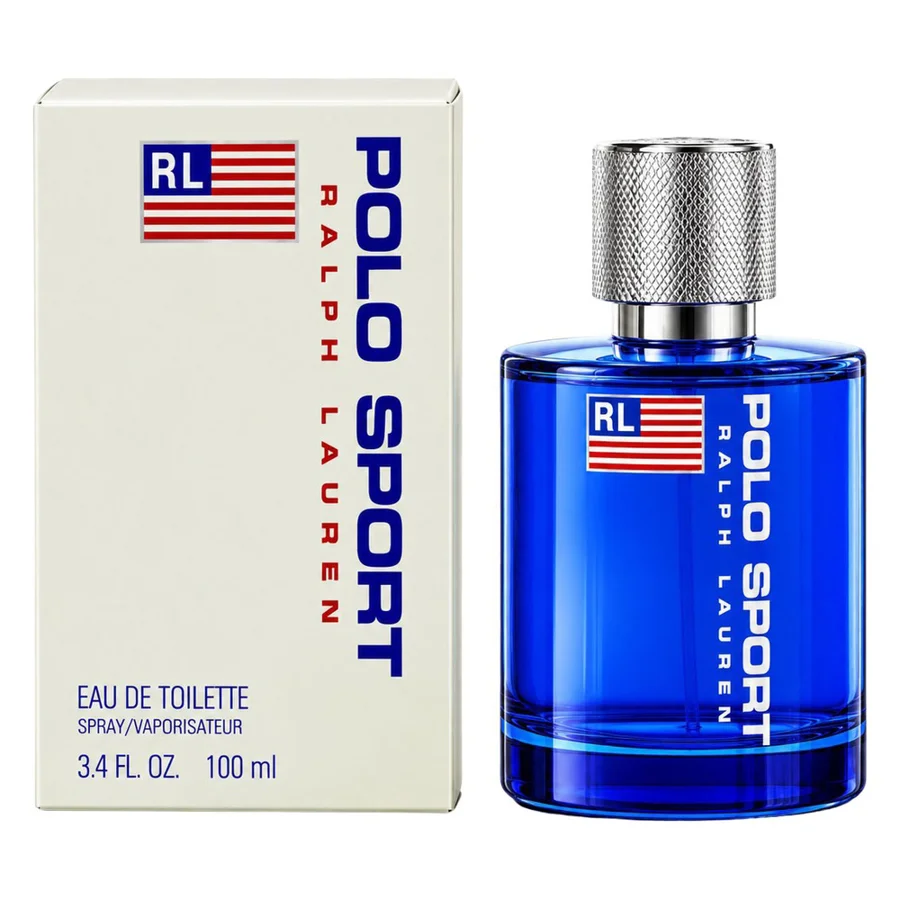 RL
POLO SPORT
RALPH LAUREN
EAU DE TOILETTE
SPRAY/VAPORISATEUR
3.4 FL. OZ. 100 ml
RL
POLO SPORT
RALPH LAUREN